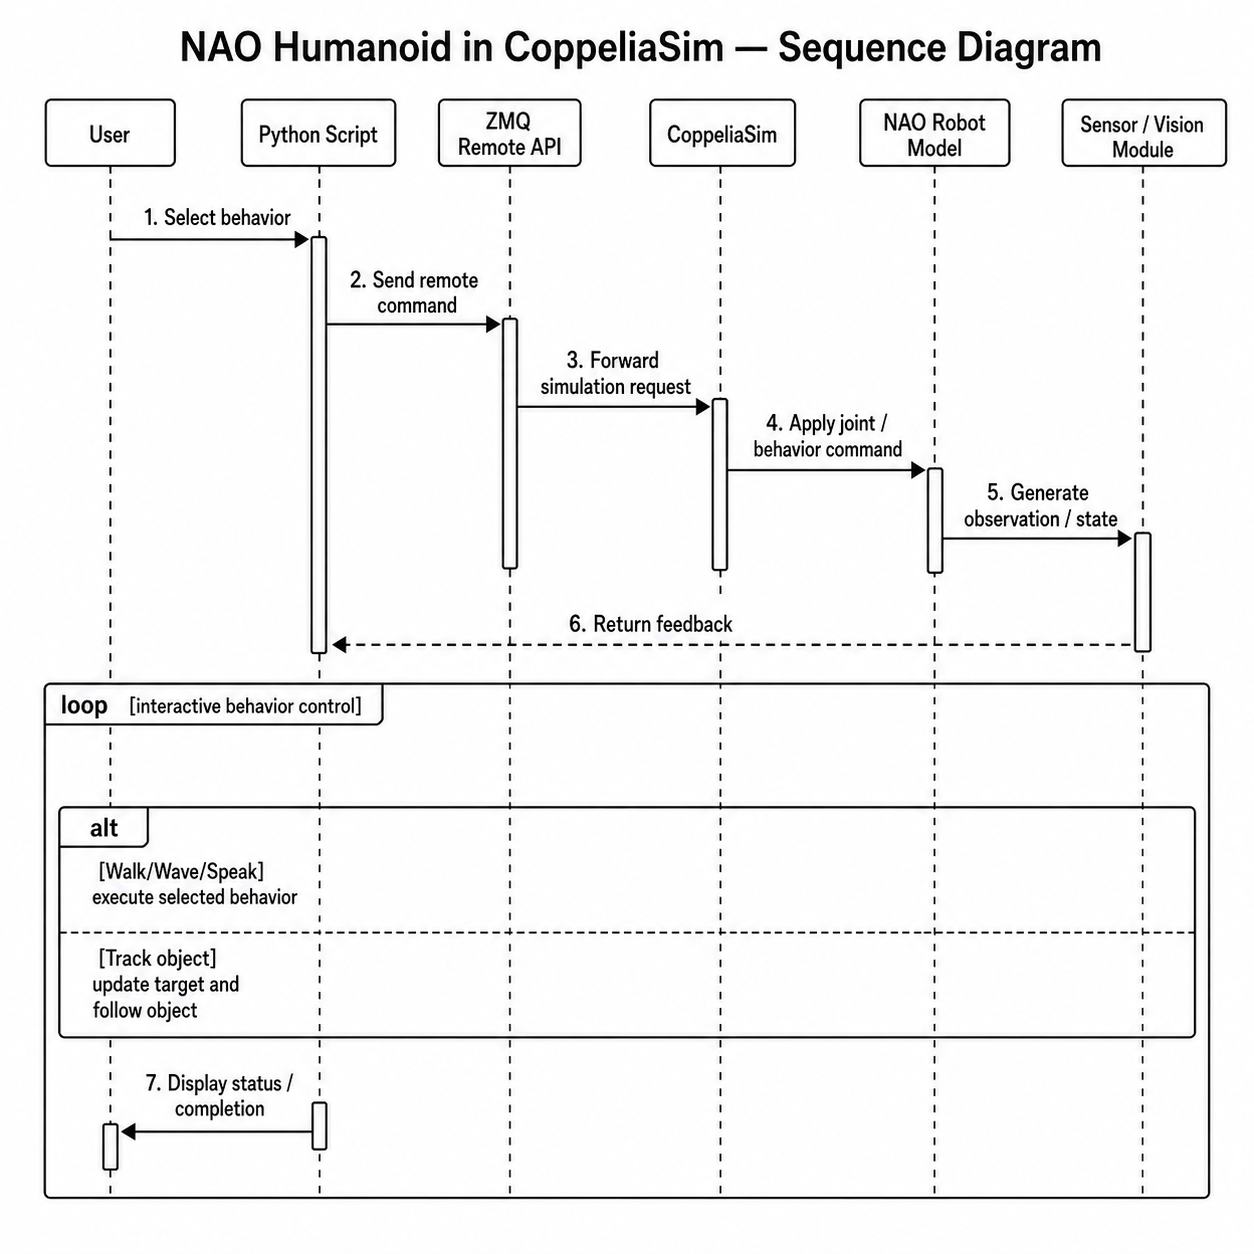 NAO Humanoid in CoppeliaSim — Sequence Diagram
User
Python Script
ZMQ
Remote API
CoppeliaSim
NAO Robot
Model
Sensor / Vision
Module
1. Select behavior
2. Send remote
command
3. Forward
simulation request
4. Apply joint /
behavior command
5. Generate
observation / state
6. Return feedback
loop [interactive behavior control]
alt
[Walk/Wave/Speak]
execute selected behavior
[Track object]
update target and
follow object
7. Display status /
completion